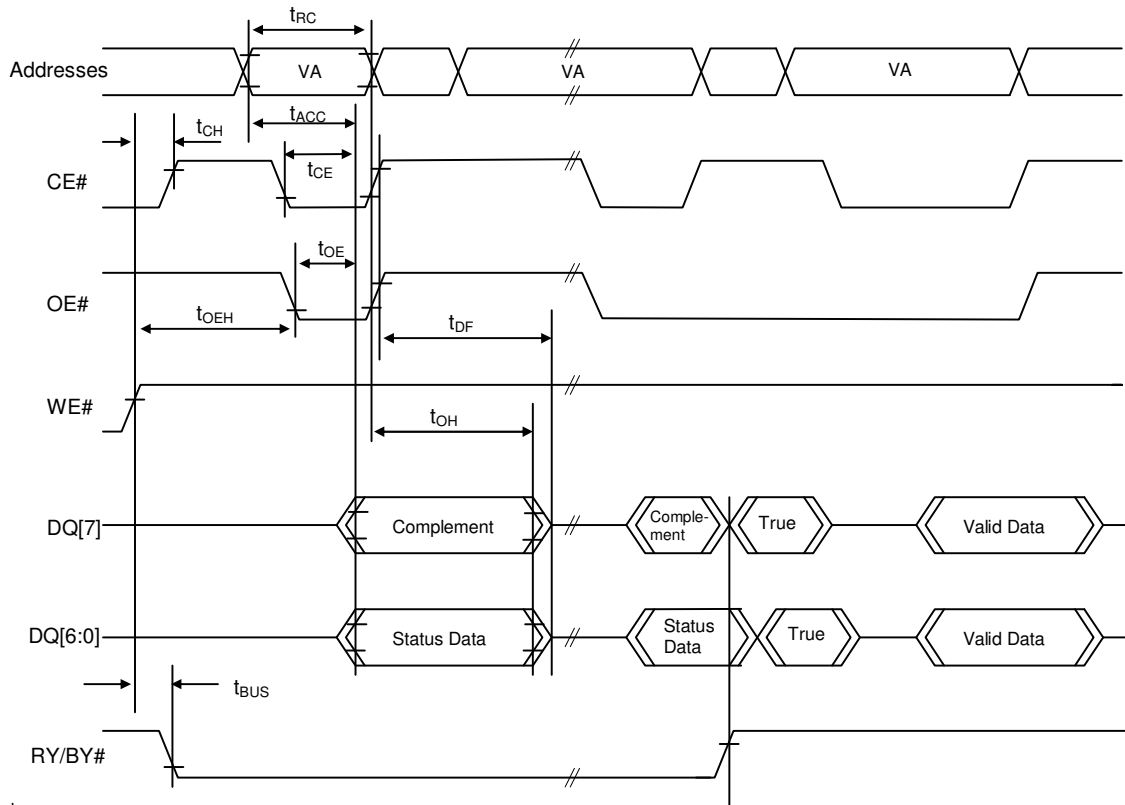 tRC
Addresses VA VA VA
tACC
tCH
tCE
CE#
tOE
OE#
tOEH
tDF
WE#
tOH
DQ[7] Complement Comple-
ment True Valid Data
DQ[6:0] Status Data Status
Data True Valid Data
tBUS
RY/BY#